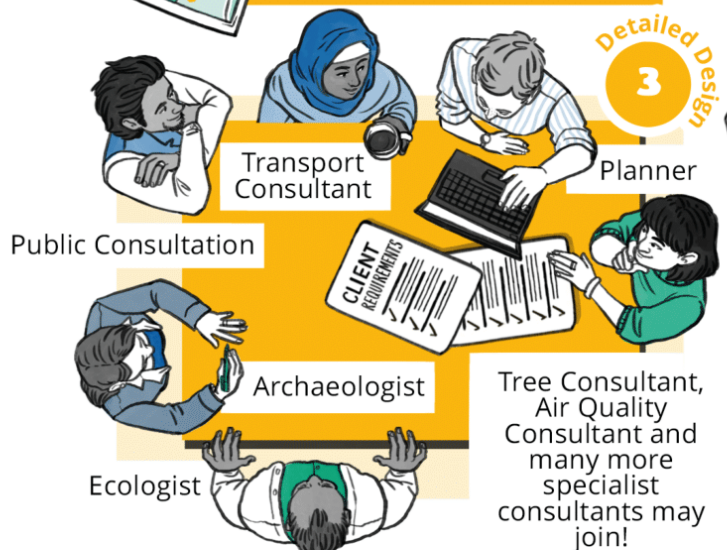 Detailed Design
3
Transport
Consultant
Planner
Public Consultation
CLIENT
REQUIREMENTS
Archaeologist
Ecologist
Tree Consultant,
Air Quality
Consultant and
many more
specialist
consultants may
join!